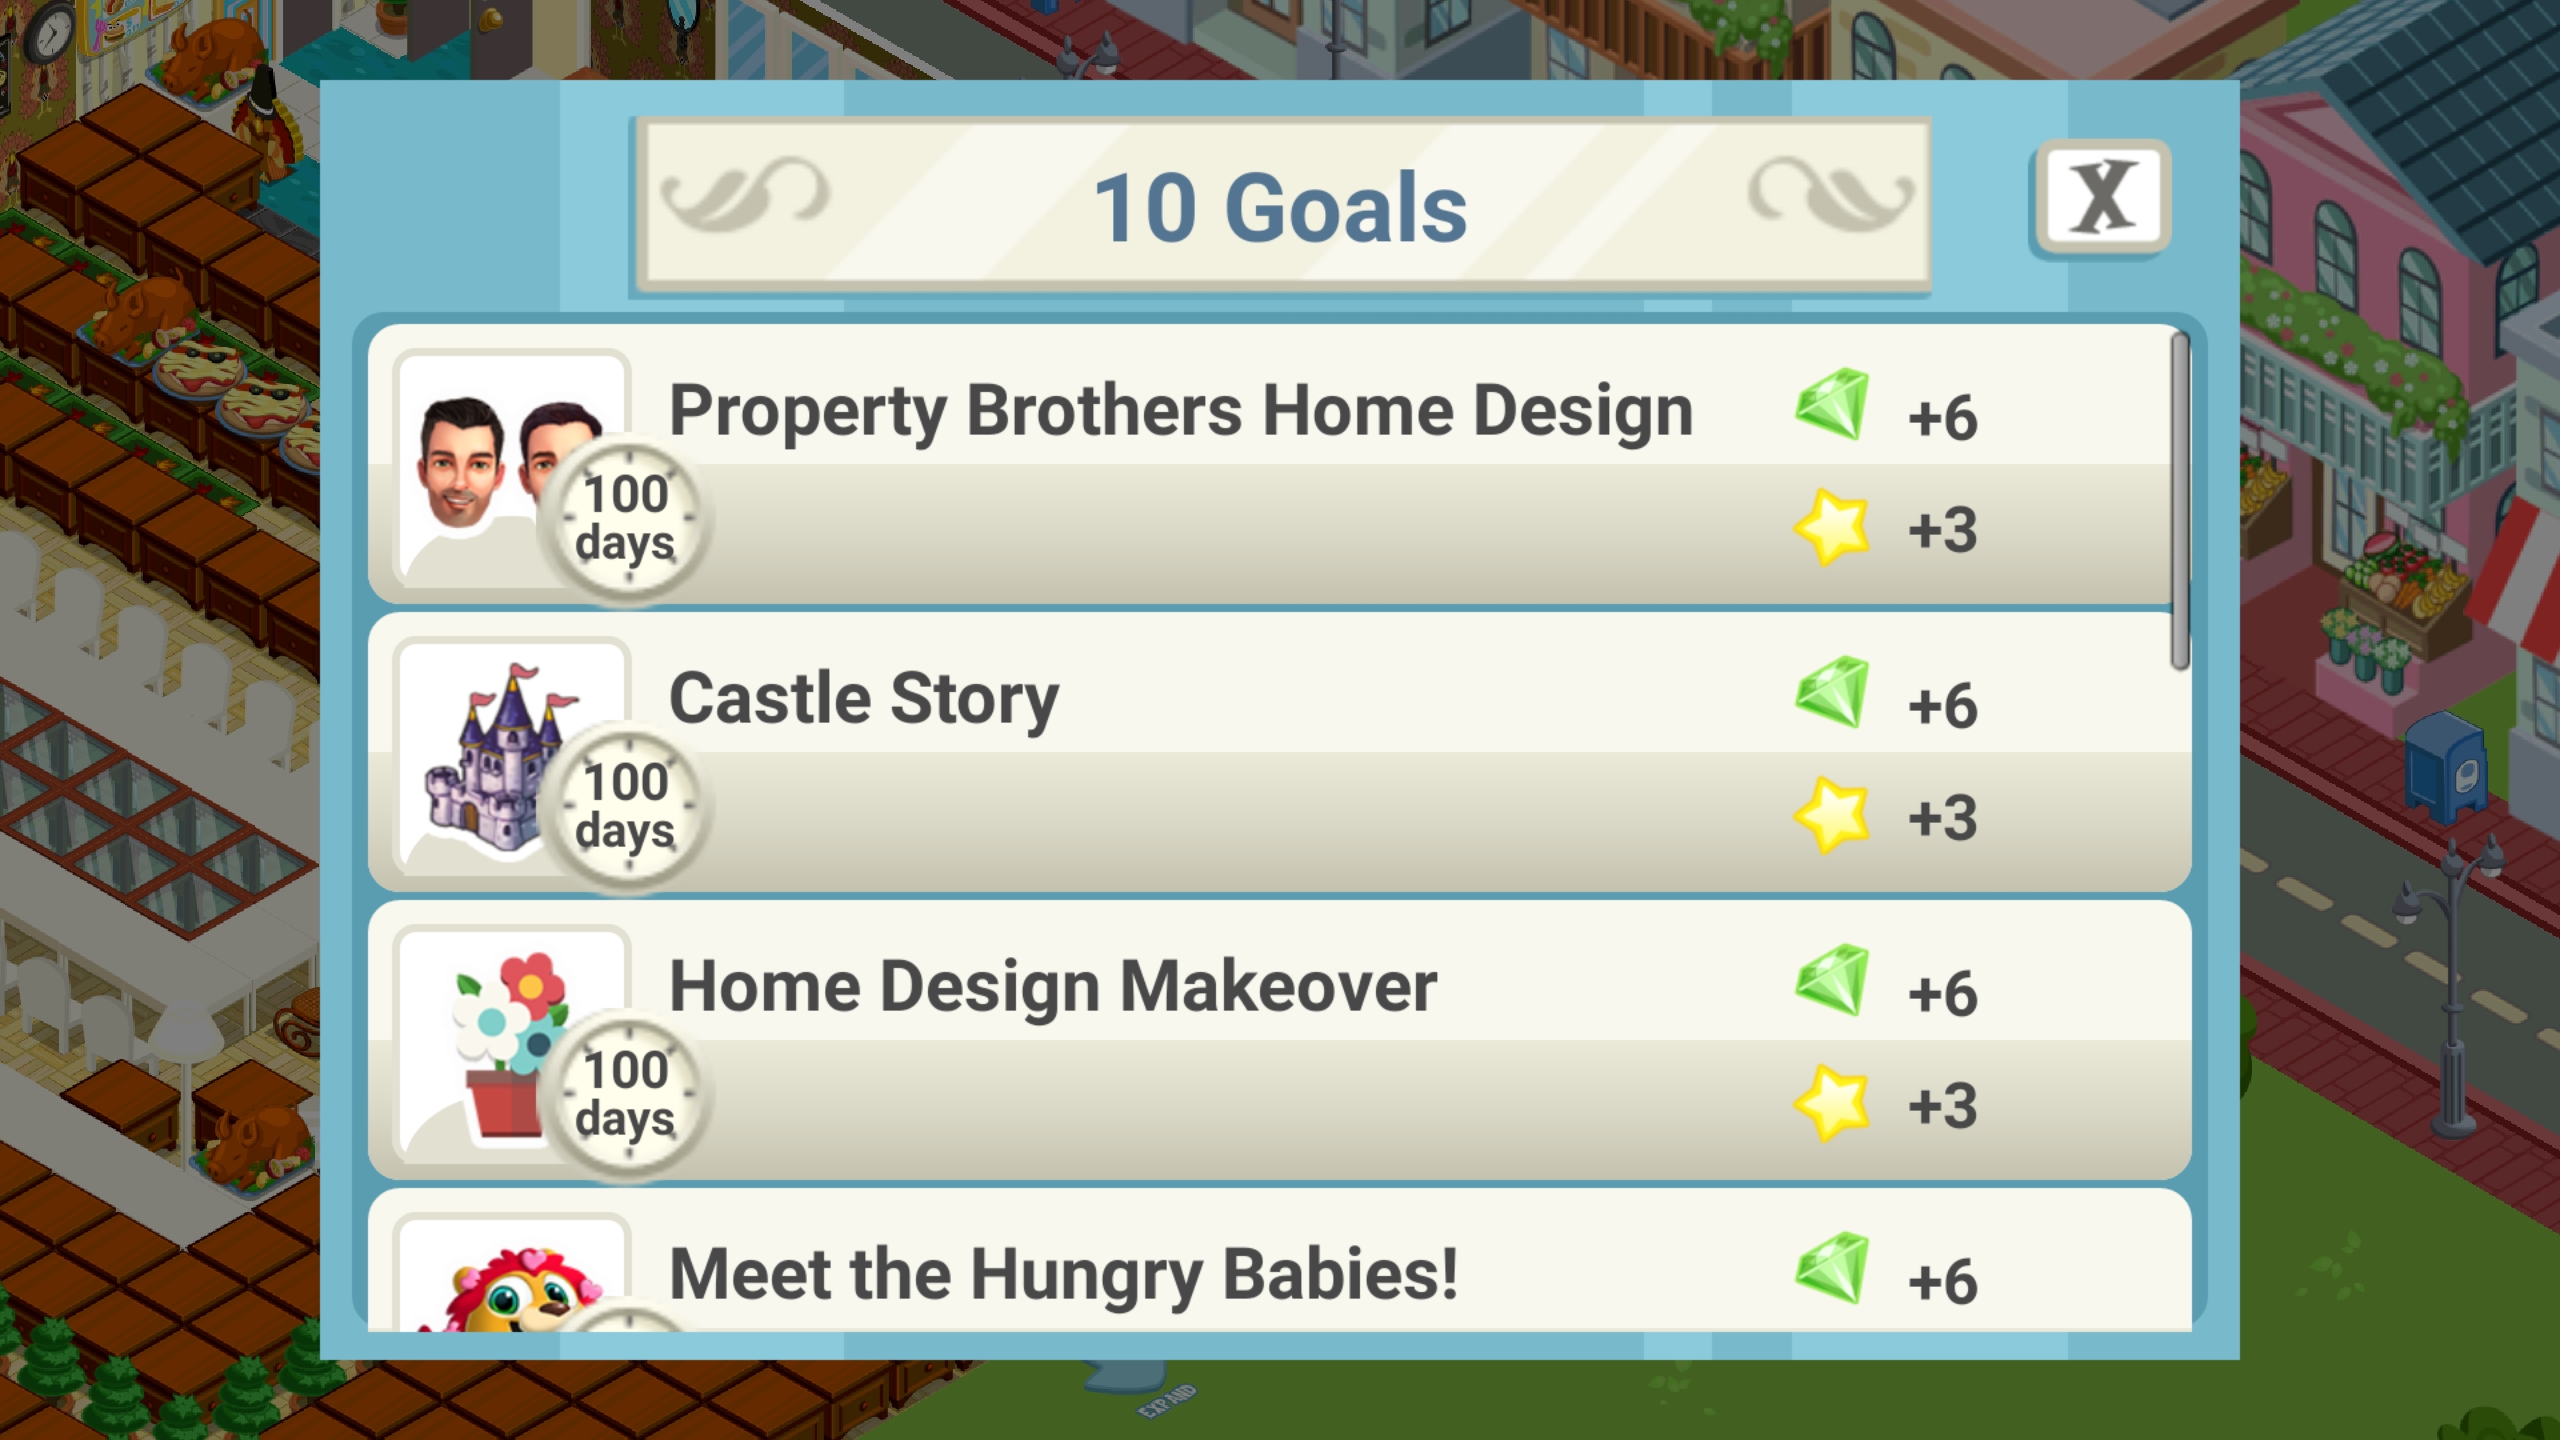 10 Goals
X
Property Brothers Home Design
+6
100
days
+3
Castle Story
+6
100
days
+3
Home Design Makeover
+6
100
days
+3
Meet the Hungry Babies!
+6
EXPAND